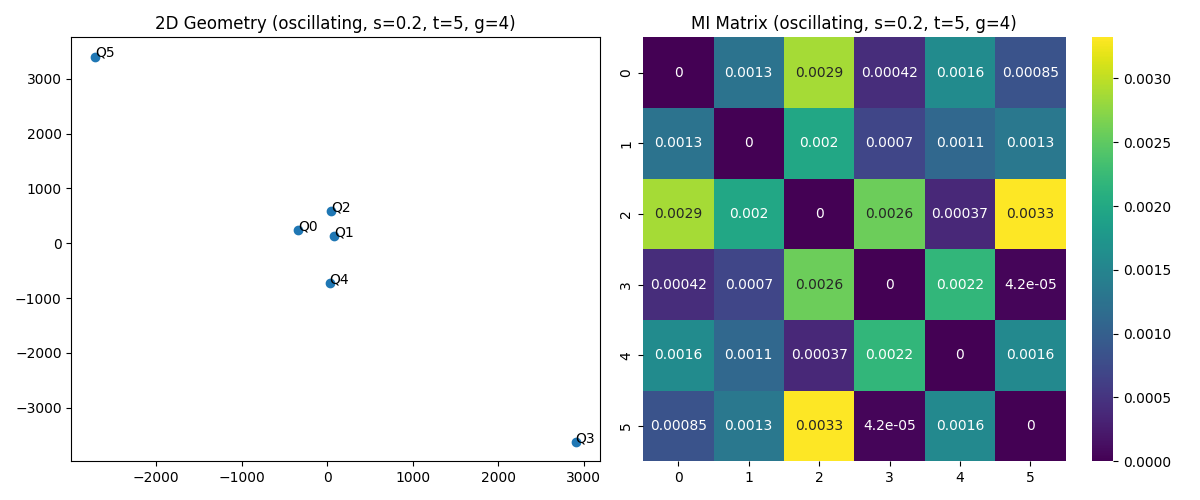 2D Geometry (oscillating, s=0.2, t=5, g=4)
Q5
3000
2000
1000
Q2
Q0
Q1
0
Q4
−1000
−2000
−3000
Q3
−2000 −1000 0 1000 2000 3000
MI Matrix (oscillating, s=0.2, t=5, g=4)
0 0 0.0013 0.0029 0.00042 0.0016 0.00085
1 0.0013 0 0.002 0.0007 0.0011 0.0013
2 0.0029 0.002 0 0.0026 0.00037 0.0033
3 0.00042 0.0007 0.0026 0 0.0022 4.2e-05
4 0.0016 0.0011 0.00037 0.0022 0 0.0016
5 0.00085 0.0013 0.0033 4.2e-05 0.0016 0
0 1 2 3 4 5
0.0030
0.0025
0.0020
0.0015
0.0010
0.0005
0.0000